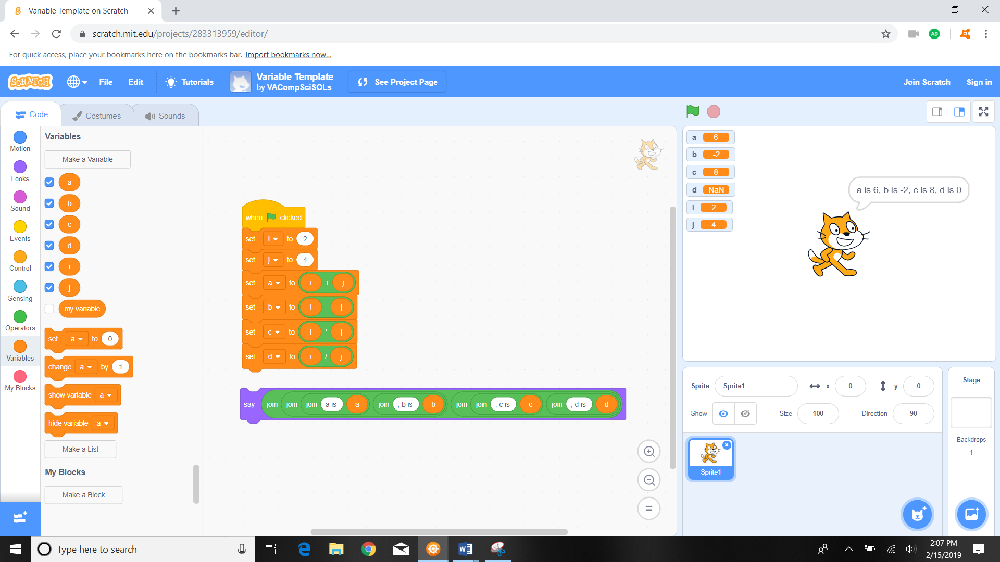 Variable Template on Scratch
scratch.mit.edu/projects/283313959/editor/
AD
a
For quick access, place your bookmarks here on the bookmarks bar. Import bookmarks now...
SCRATCH
File Edit Tutorials
Variable Template
by VACompSciSOLs
See Project Page
Join Scratch Sign in
Code Costumes Sounds
Motion
Looks
Sound
Events
Control
Sensing
Operators
Variables
My Blocks
Variables
Make a Variable
a
b
c
d
i
j
my variable
set a to 0
change a by 1
show variable a
hide variable a
Make a List
My Blocks
Make a Block
when clicked
set i to 2
set j to 4
set a to i + j
set b to i - j
set c to i * j
set d to i / j
say join join join a is a join , b is b join join , c is c join , d is d
a 6
b -2
c 8
d NaN
i 2
j 4
a is 6, b is -2, c is 8, d is 0
Sprite Sprite1 x 0 y 0
Show Size 100 Direction 90
Sprite1
Stage
Backdrops
1
Type here to search
2:07 PM
2/15/2019